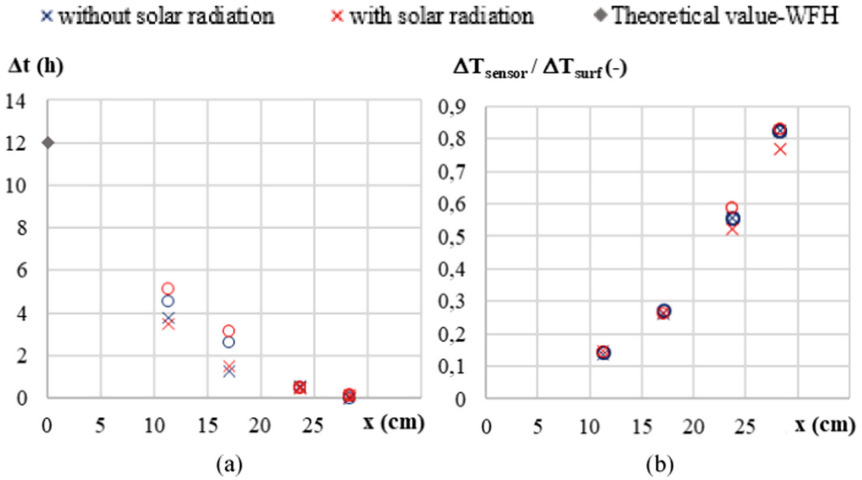 without solar radiation with solar radiation Theoretical value-WFH
Δt (h)
14
12
10
8
6
4
2
0
0 5 10 15 20 25 x (cm)
(a)
ΔTsensor / ΔTsurf (-)
0,9
0,8
0,7
0,6
0,5
0,4
0,3
0,2
0,1
0
0 5 10 15 20 25 x (cm)
(b)